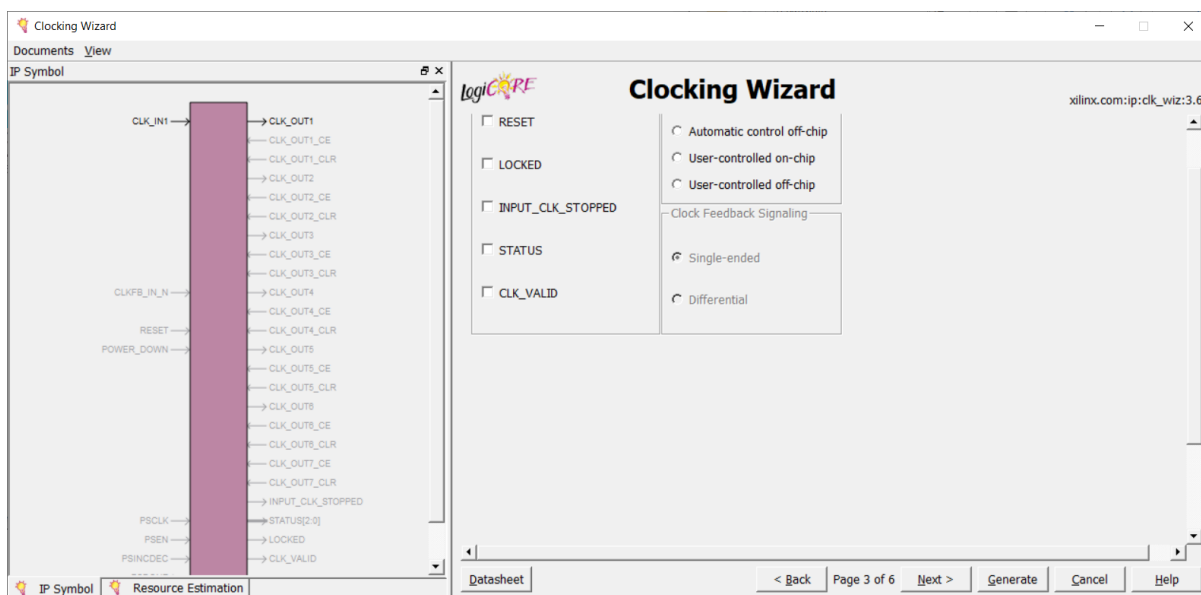 Clocking Wizard
Documents View
IP Symbol
CLK_IN1
CLKFB_IN_N
RESET
POWER_DOWN
PSCLK
PSEN
PSINCDEC
CLK_OUT1
CLK_OUT1_CE
CLK_OUT1_CLR
CLK_OUT2
CLK_OUT2_CE
CLK_OUT2_CLR
CLK_OUT3
CLK_OUT3_CE
CLK_OUT3_CLR
CLK_OUT4
CLK_OUT4_CE
CLK_OUT4_CLR
CLK_OUT5
CLK_OUT5_CE
CLK_OUT5_CLR
CLK_OUT6
CLK_OUT6_CE
CLK_OUT6_CLR
CLK_OUT7_CE
CLK_OUT7_CLR
INPUT_CLK_STOPPED
STATUS[2:0]
LOCKED
CLK_VALID
IP Symbol
Resource Estimation
LogiCORE
Clocking Wizard
xilinx.com:ip:clk_wiz:3.6
RESET
LOCKED
INPUT_CLK_STOPPED
STATUS
CLK_VALID
Automatic control off-chip
User-controlled on-chip
User-controlled off-chip
Clock Feedback Signaling
Single-ended
Differential
Datasheet
< Back
Page 3 of 6
Next >
Generate
Cancel
Help